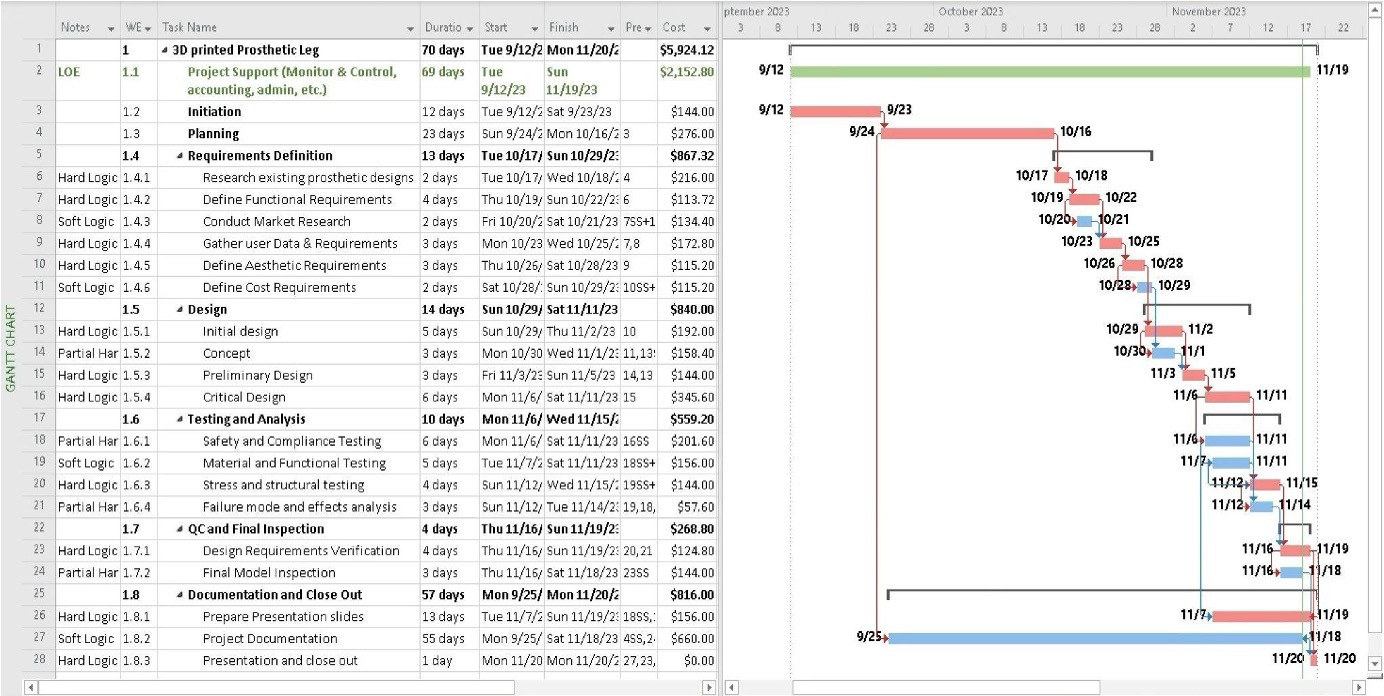 ptember 2023 October 2023 November 2023
Notes WE Task Name Duratio Start Finish Pre Cost 3 8 13 18 23 28 3 8 13 18 23 28 2 7 12 17 22
1 1 3D printed Prosthetic Leg 70 days Tue 9/12/2 Mon 11/20/2 $5,924.12
2 LOE 1.1 Project Support (Monitor & Control, 69 days Tue Sun $2,152.80 9/12 11/19
accounting, admin, etc.) 9/12/23 11/19/23
3 1.2 Initiation 12 days Tue 9/12/2 Sat 9/23/23 $144.00 9/12 9/23
4 1.3 Planning 23 days Sun 9/24/2 Mon 10/16/2 3 $276.00 9/24 10/16
5 1.4 Requirements Definition 13 days Tue 10/17/ Sun 10/29/2 $867.32
6 Hard Logic 1.4.1 Research existing prosthetic designs 2 days Tue 10/17/ Wed 10/18/2 4 $216.00 10/17 10/18
7 Hard Logic 1.4.2 Define Functional Requirements 4 days Thu 10/19/ Sun 10/22/2 6 $113.72 10/19 10/22
8 Soft Logic 1.4.3 Conduct Market Research 2 days Fri 10/20/2 Sat 10/21/23 7SS+1 $134.40 10/20 10/21
9 Hard Logic 1.4.4 Gather user Data & Requirements 3 days Mon 10/23 Wed 10/25/2 7,8 $172.80 10/23 10/25
10 Hard Logic 1.4.5 Define Aesthetic Requirements 3 days Thu 10/26/ Sat 10/28/23 9 $115.20 10/26 10/28
11 Soft Logic 1.4.6 Define Cost Requirements 2 days Sat 10/28/ Sun 10/29/2 10SS+ $115.20 10/28 10/29
12 1.5 Design 14 days Sun 10/29/ Sat 11/11/23 $840.00
13 Hard Logic 1.5.1 Initial design 5 days Sun 10/29/ Thu 11/2/23 10 $192.00 10/29 11/2
14 Partial Har 1.5.2 Concept 3 days Mon 10/30 Wed 11/1/2 11,13 $158.40 10/30 11/1
15 Hard Logic 1.5.3 Preliminary Design 3 days Fri 11/3/23 Sun 11/5/23 14,13 $144.00 11/3 11/5
16 Hard Logic 1.5.4 Critical Design 6 days Mon 11/6/ Sat 11/11/23 15 $345.60 11/6 11/11
17 1.6 Testing and Analysis 10 days Mon 11/6/ Wed 11/15/2 $559.20
18 Partial Har 1.6.1 Safety and Compliance Testing 6 days Mon 11/6/ Sat 11/11/23 16SS $201.60 11/6 11/11
19 Soft Logic 1.6.2 Material and Functional Testing 5 days Tue 11/7/2 Sat 11/11/23 18SS+ $156.00 11/7 11/11
20 Hard Logic 1.6.3 Stress and structural testing 4 days Sun 11/12/ Wed 11/15/2 19SS+ $144.00 11/12 11/15
21 Partial Har 1.6.4 Failure mode and effects analysis 3 days Sun 11/12/ Tue 11/14/23 19,18, $57.60 11/12 11/14
22 1.7 QC and Final Inspection 4 days Thu 11/16/ Sun 11/19/2 $268.80
23 Hard Logic 1.7.1 Design Requirements Verification 4 days Thu 11/16/ Sun 11/19/2 20,21 $124.80 11/16 11/19
24 Partial Har 1.7.2 Final Model Inspection 3 days Thu 11/16/ Sat 11/18/23 23SS $144.00 11/16 11/18
25 1.8 Documentation and Close Out 57 days Mon 9/25/ Mon 11/20/2 $816.00
26 Hard Logic 1.8.1 Prepare Presentation slides 13 days Tue 11/7/2 Sun 11/19/2 18SS, $156.00 11/7 11/19
27 Soft Logic 1.8.2 Project Documentation 55 days Mon 9/25/ Sat 11/18/23 4SS,2 $660.00 9/25 11/18
28 Hard Logic 1.8.3 Presentation and close out 1 day Mon 11/20 Mon 11/20/2 27,23, $0.00 11/20 11/20
GANTT CHART